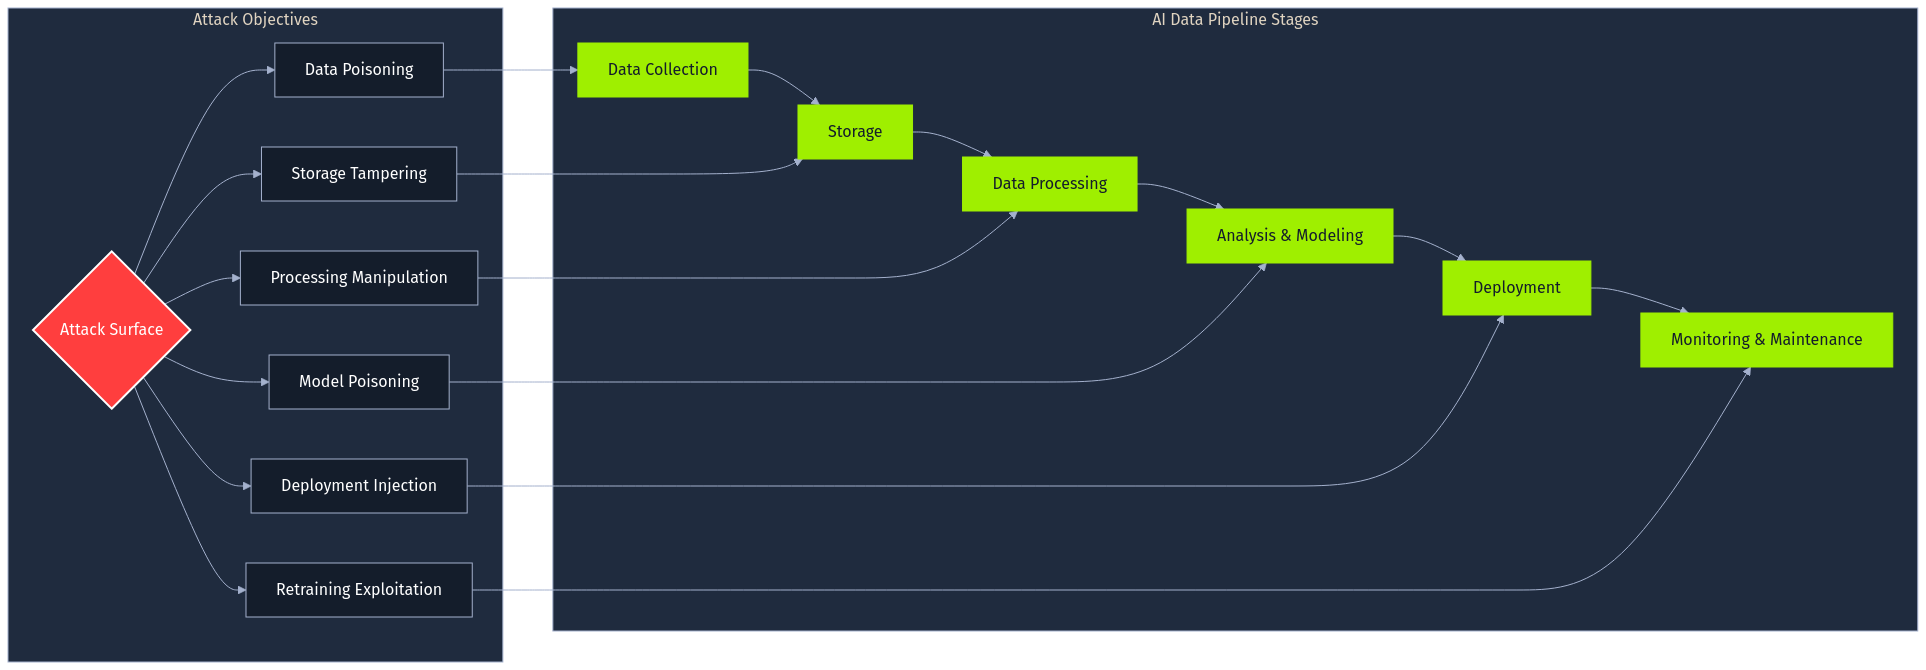 Attack Objectives
Attack Surface
Data Poisoning
Storage Tampering
Processing Manipulation
Model Poisoning
Deployment Injection
Retraining Exploitation
AI Data Pipeline Stages
Data Collection
Storage
Data Processing
Analysis & Modeling
Deployment
Monitoring & Maintenance